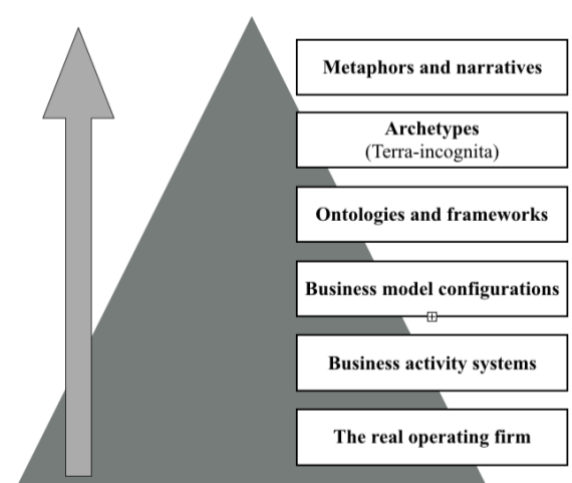 Metaphors and narratives
Archetypes
(Terra-incognita)
Ontologies and frameworks
Business model configurations
Business activity systems
The real operating firm